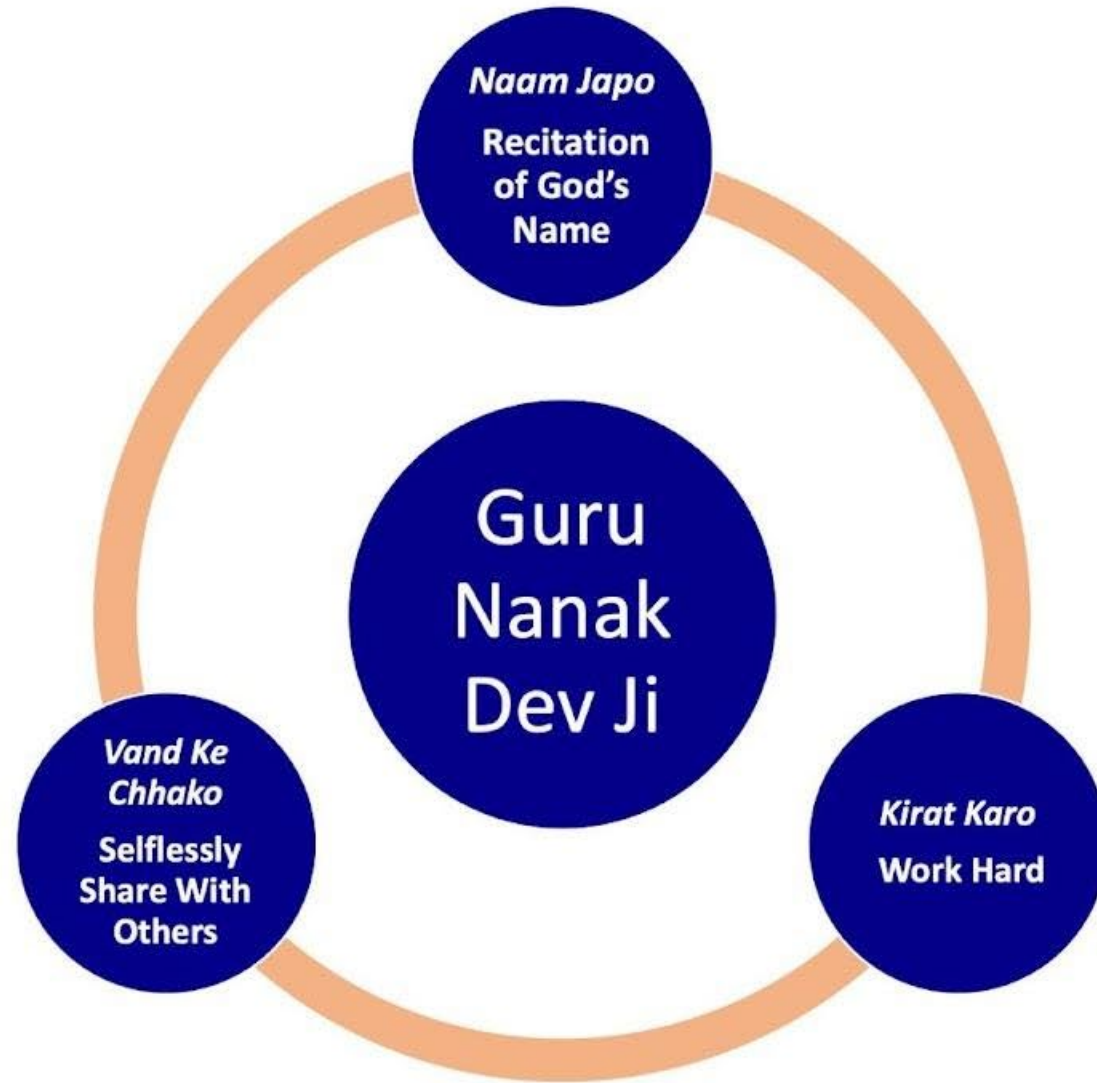 Naam Japo
Recitation
of God's
Name
Guru
Nanak
Dev Ji
Vand Ke
Chhako
Selflessly
Share With
Others
Kirat Karo
Work Hard